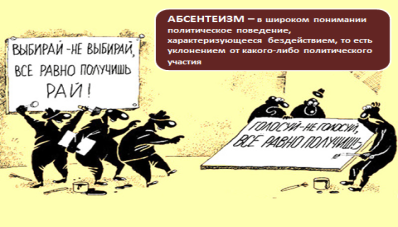 АБСЕНТЕИЗМ – в широком понимании
политическое поведение,
характеризующееся бездействием, то есть
уклонением от какого-либо политического
участия
ВЫБИРАЙ-НЕ ВЫБИРАЙ,
ВСЕ РАВНО ПОЛУЧИШЬ
РАЙ!
ГОЛОСУЙ-НЕ ГОЛОСУЙ,
ВСЕ РАВНО ПОЛУЧИШЬ